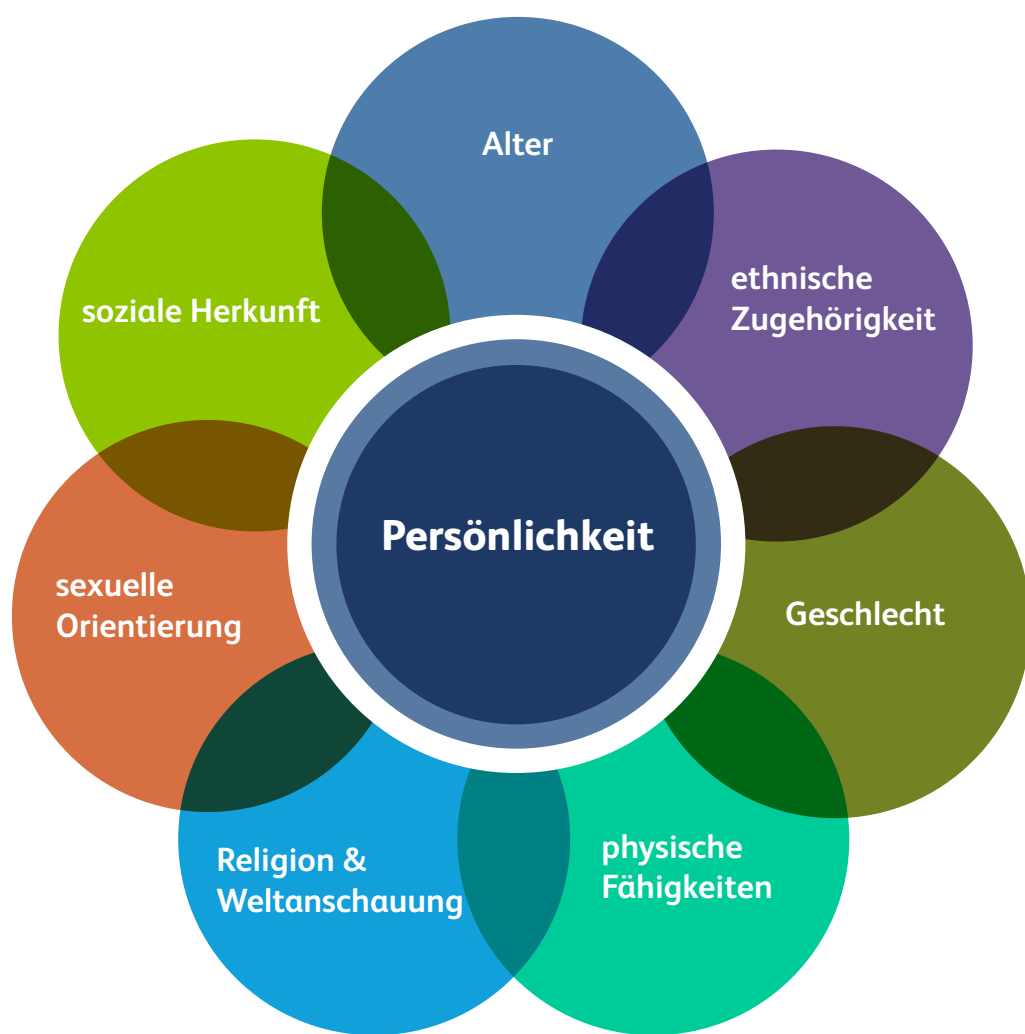 Alter
ethnische
Zugehörigkeit
soziale Herkunft
Persönlichkeit
sexuelle
Orientierung
Geschlecht
Religion &
Weltanschauung
physische
Fähigkeiten